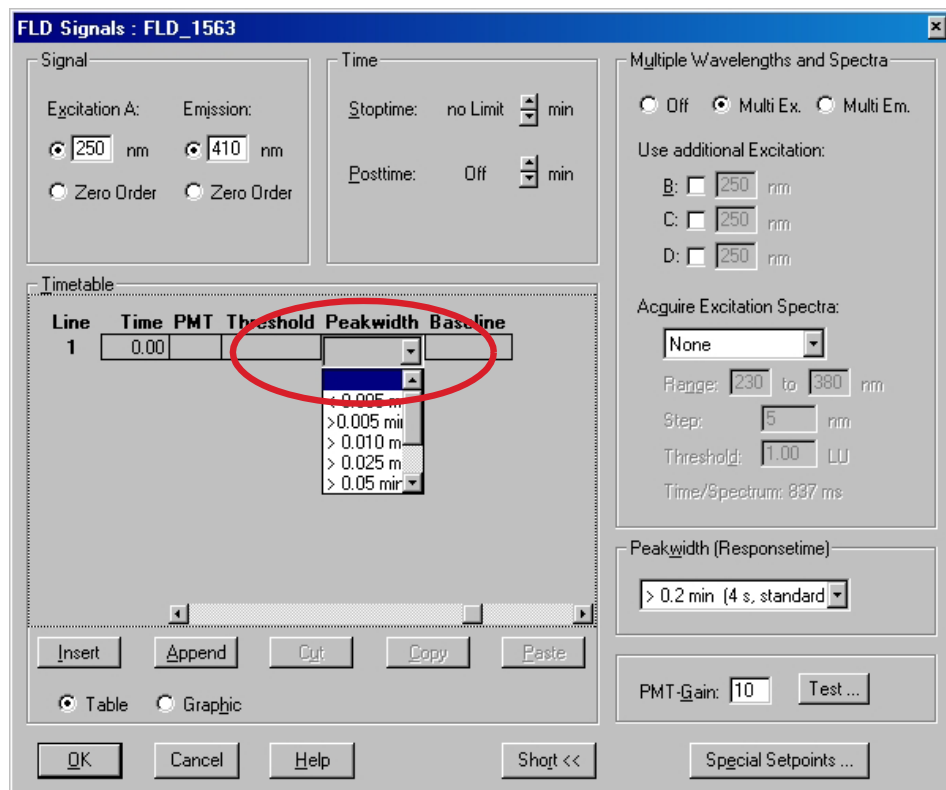 FLD Signals : FLD_1563
Signal
Excitation A: Emission:
250 nm 410 nm
Zero Order Zero Order
Time
Stoptime: no Limit min
Posttime: Off min
Timetable
Line Time PMT Threshold Peakwidth Baseline
1 0.00
< 0.005 m
>0.005 min
> 0.010 m
> 0.025 m
> 0.05 min
Insert Append Cut Copy Paste
Table Graphic
Multiple Wavelengths and Spectra
Off Multi Ex. Multi Em.
Use additional Excitation:
B: 250 nm
C: 250 nm
D: 250 nm
Acquire Excitation Spectra:
None
Range: 230 to 380 nm
Step: 5 nm
Threshold: 1.00 LU
Time/Spectrum: 837 ms
Peakwidth (Responsetime)
> 0.2 min (4 s, standard
PMT-Gain: 10 Test ...
OK Cancel Help Short << Special Setpoints ...